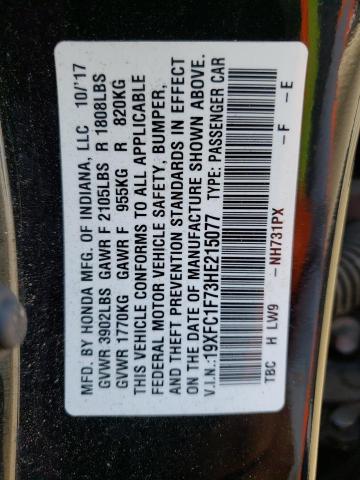 MFD. BY HONDA MFG. OF INDIANA, LLC 10/17
GVWR 3902LBS GAWR F 2105LBS R 1808LBS
GVWR 1770KG GAWR F 955KG R 820KG
THIS VEHICLE CONFORMS TO ALL APPLICABLE
FEDERAL MOTOR VEHICLE SAFETY, BUMPER,
AND THEFT PREVENTION STANDARDS IN EFFECT
ON THE DATE OF MANUFACTURE SHOWN ABOVE.
V.I.N.:19XFC1F73HE215077 TYPE: PASSENGER CAR
TBC H LW9 -NH731PX -F -E